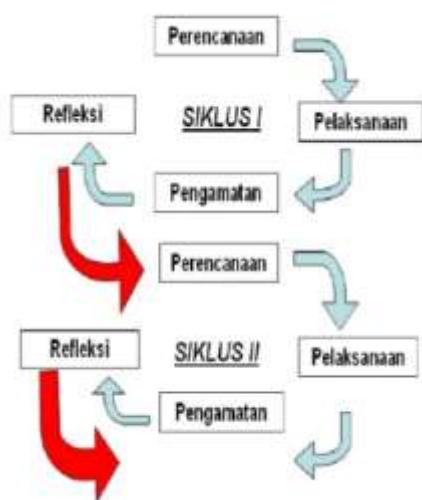 Perencanaan
Refleksi
SIKLUS I
Pelaksanaan
Pengamatan
Perencanaan
Refleksi
SIKLUS II
Pelaksanaan
Pengamatan